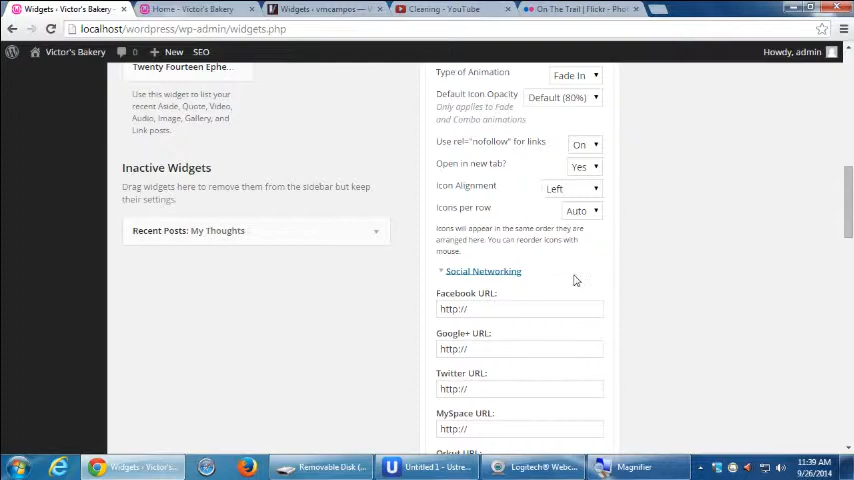 Widgets ‹ Victor's Bakery -
Home - Victor's Bakery
Widgets ‹ vrncampos —
Cleaning - YouTube
On The Trail | Flickr - Pho
localhost/wordpress/wp-admin/widgets.php
Victor's Bakery
0
New
SEO
Howdy, admin
Twenty Fourteen Ephe...
Use this widget to list your
recent Aside, Quote, Video,
Audio, Image, Gallery, and
Link posts.
Inactive Widgets
Drag widgets here to remove them from the sidebar but keep
their settings.
Recent Posts: My Thoughts
Type of Animation
Fade In
Default Icon Opacity
Default (80%)
Only applies to Fade
and Combo animations
Use rel="nofollow" for links
On
Open in new tab?
Yes
Icon Alignment
Left
Icons per row
Auto
Icons will appear in the same order they are
arranged here. You can reorder icons with
mouse.
Social Networking
Facebook URL:
http://
Google+ URL:
http://
Twitter URL:
http://
MySpace URL:
http://
Orkut URL:
Widgets ‹ Victor's...
Removable Disk (...
Untitled 1 - Ustre...
Logitech® Webc...
Magnifier
11:39 AM
9/26/2014